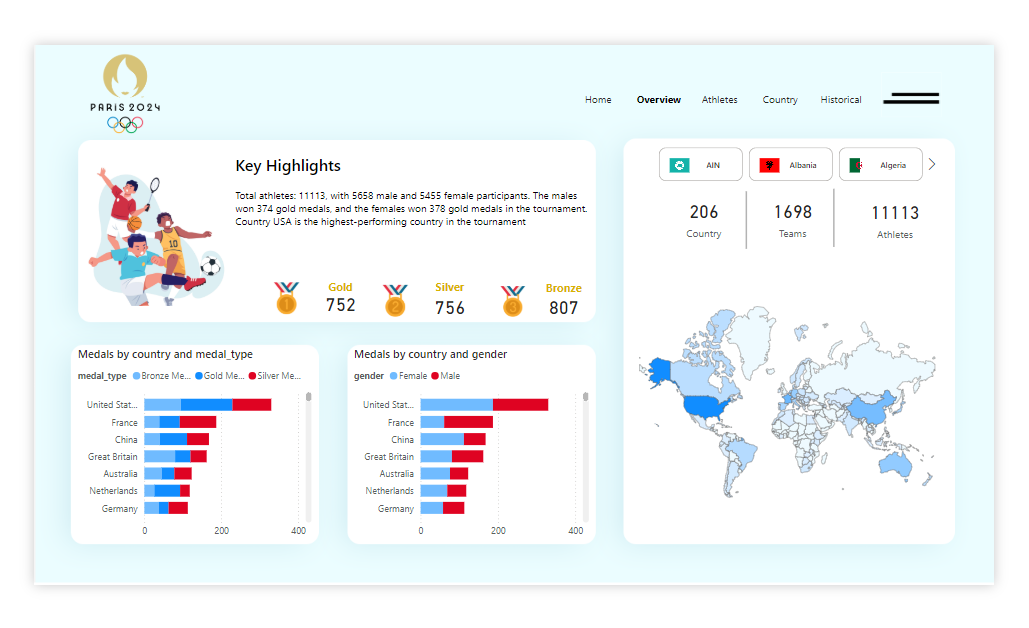 PARIS 2024
Home
Overview
Athletes
Country
Historical
Key Highlights
Total athletes: 11113, with 5658 male and 5455 female participants. The males
won 374 gold medals, and the females won 378 gold medals in the tournament.
Country USA is the highest-performing country in the tournament
10
1
Gold
752
2
Silver
756
3
Bronze
807
AIN
Albania
Algeria
206
Country
1698
Teams
11113
Athletes
Medals by country and medal_type
medal_type Bronze Me... Gold Me... Silver Me...
United Stat...
France
China
Great Britain
Australia
Netherlands
Germany
0 200 400
Medals by country and gender
gender Female Male
United Stat...
France
China
Great Britain
Australia
Netherlands
Germany
0 200 400